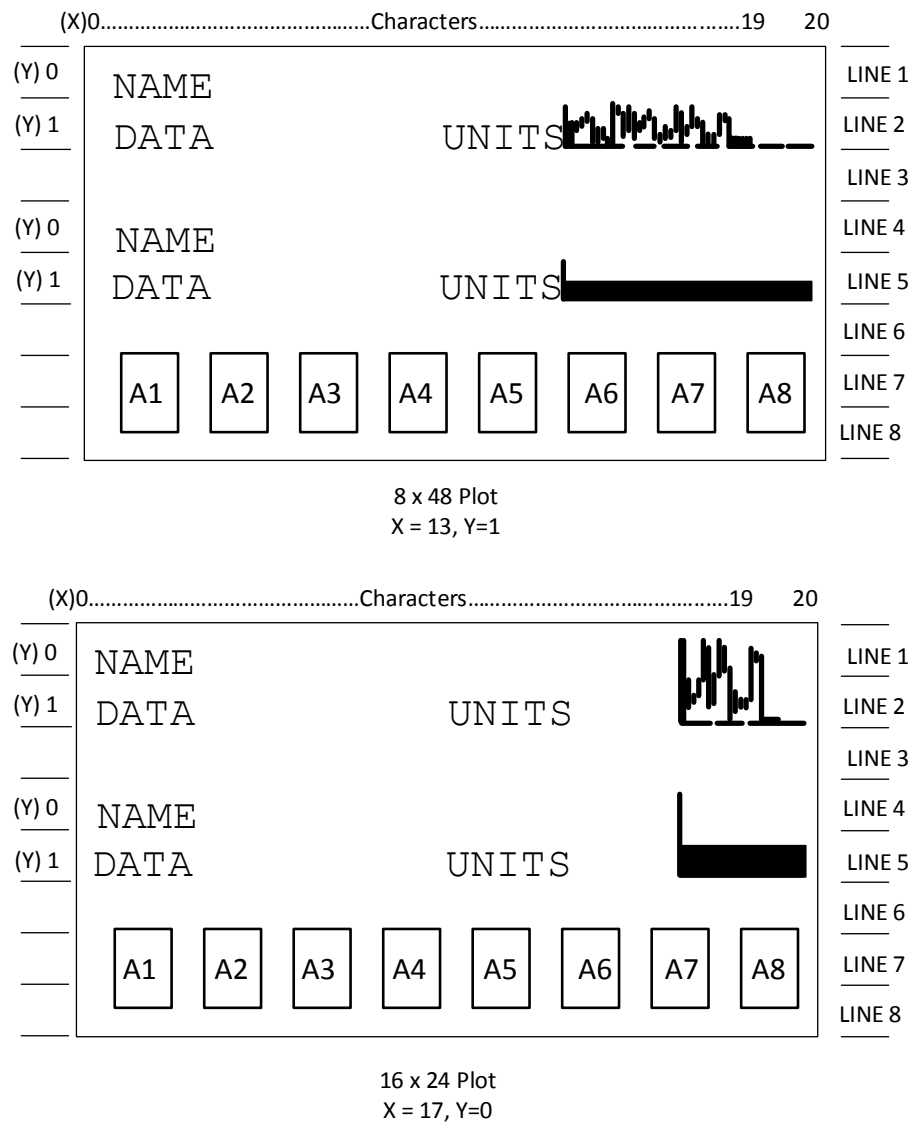 (X)0..............................................Characters..............................................19 20
(Y) 0 NAME LINE 1
(Y) 1 DATA UNITS LINE 2
LINE 3
(Y) 0 NAME LINE 4
(Y) 1 DATA UNITS LINE 5
LINE 6
A1 A2 A3 A4 A5 A6 A7 A8 LINE 7
LINE 8
8 x 48 Plot
X = 13, Y=1
(X)0..............................................Characters..............................................19 20
(Y) 0 NAME LINE 1
(Y) 1 DATA UNITS LINE 2
LINE 3
(Y) 0 NAME LINE 4
(Y) 1 DATA UNITS LINE 5
LINE 6
A1 A2 A3 A4 A5 A6 A7 A8 LINE 7
LINE 8
16 x 24 Plot
X = 17, Y=0